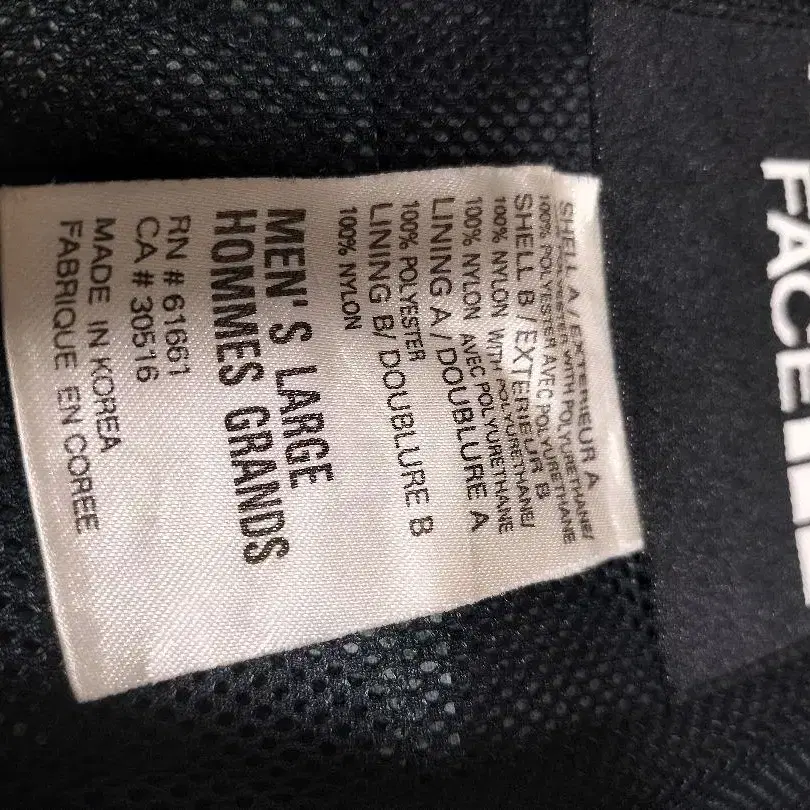 SHELL A / EXTERIEUR A
100% POLYESTER WITH POLYURETHANE/
100% POLYESTER AVEC POLYURETHANE
SHELL B / EXTERIEUR B
100% NYLON WITH POLYURETHANE/
100% NYLON AVEC POLYURETHANE
LINING A / DOUBLURE A
100% POLYESTER
LINING B/ DOUBLURE B
100% NYLON
MEN'S LARGE
HOMMES GRANDS
RN # 61661
CA # 30516
MADE IN KOREA
FABRIQUE EN COREE